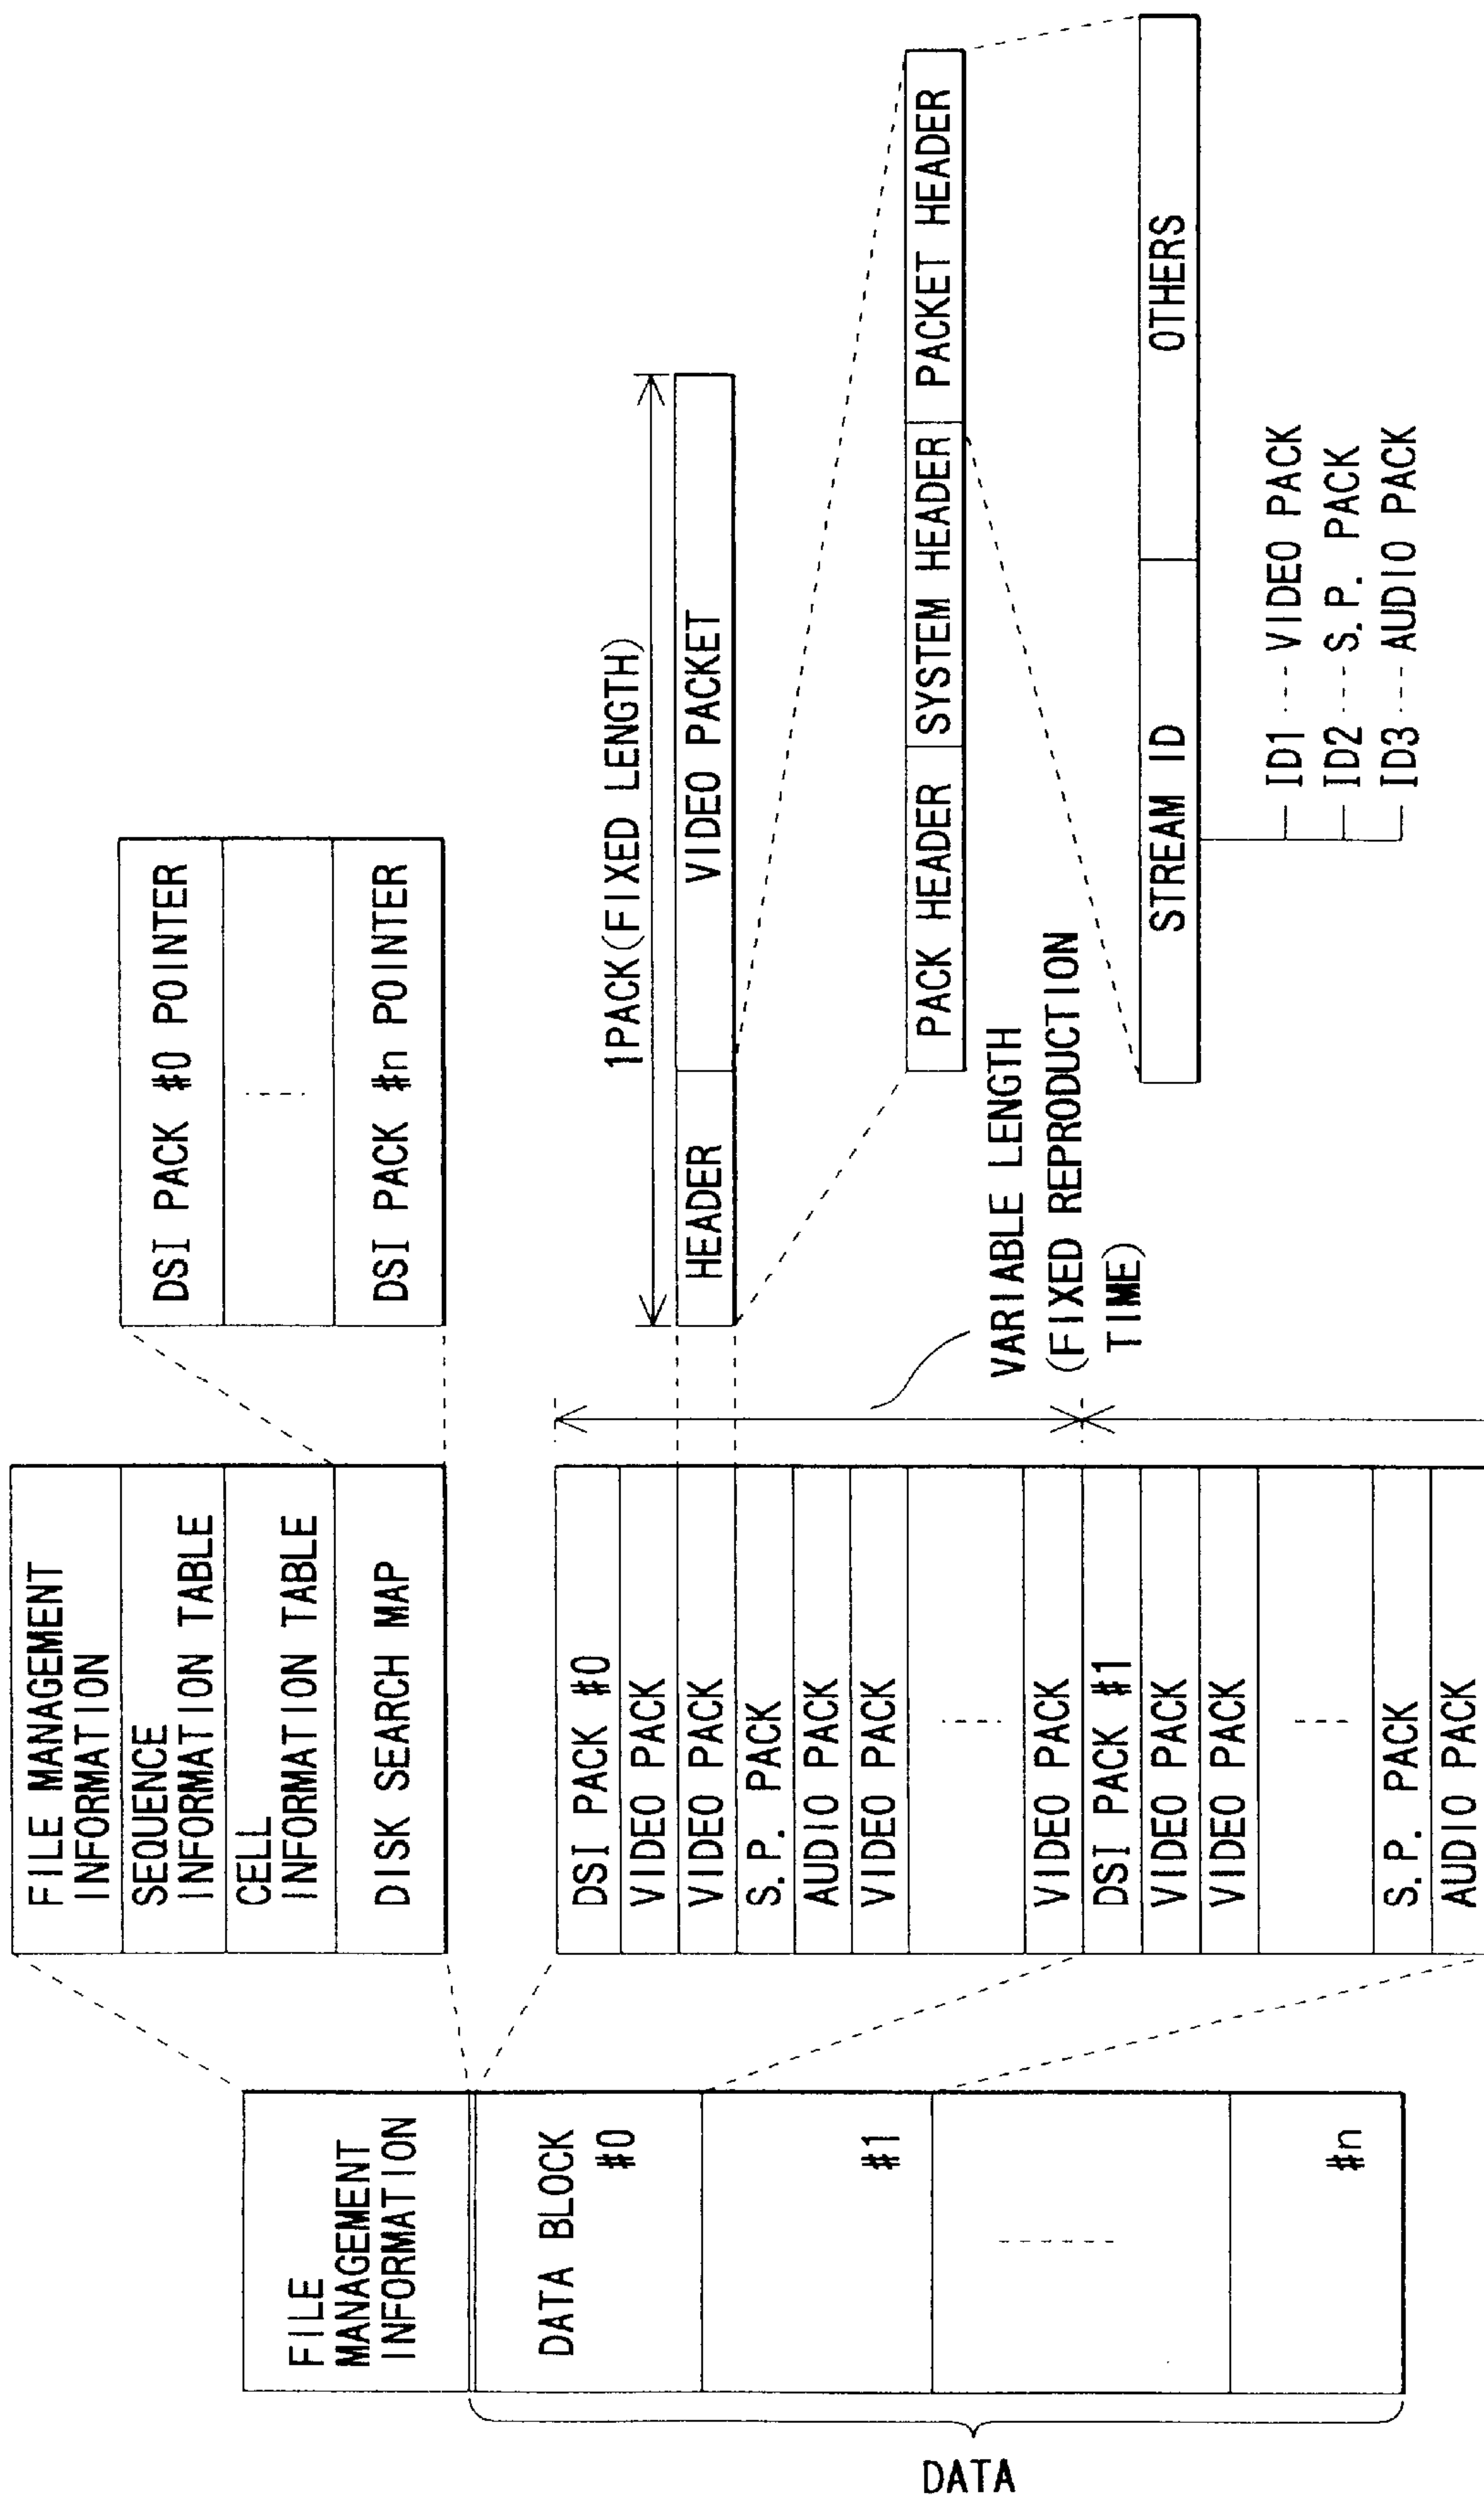 FILE
MANAGEMENT
INFORMATION
DATA BLOCK
#0
#1
#n
DATA
FILE MANAGEMENT
INFORMATION
SEQUENCE
INFORMATION TABLE
CELL
INFORMATION TABLE
DISK SEARCH MAP
DSI PACK #0
VIDEO PACK
VIDEO PACK
S.P. PACK
AUDIO PACK
VIDEO PACK
VIDEO PACK
DSI PACK #1
VIDEO PACK
VIDEO PACK
S.P. PACK
AUDIO PACK
DSI PACK #0 POINTER
DSI PACK #n POINTER
1PACK(FIXED LENGTH)
HEADER
VIDEO PACKET
VARIABLE LENGTH
(FIXED REPRODUCTION
TIME)
PACK HEADER
SYSTEM HEADER
PACKET HEADER
STREAM ID
OTHERS
ID1 ---- VIDEO PACK
ID2 ---- S.P. PACK
ID3 ---- AUDIO PACK